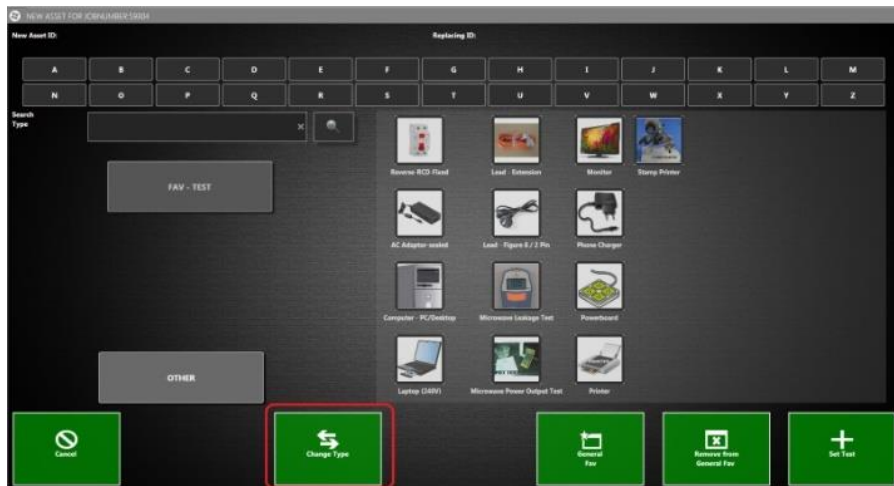 NEW ASSET FOR JOBNUMBER:59304
New Asset ID:
Replacing ID:
A B C D E F G H I J K L M
N O P Q R S T U V W X Y Z
Search
Type
FAV - TEST
Reverse-RCD-Fixed
Lead - Extension
Monitor
Stamp Printer
AC Adaptor-sealed
Lead - Figure 8 / 2 Pin
Phone Charger
Computer - PC/Desktop
Microwave Leakage Test
Powerboard
OTHER
Laptop (240V)
Microwave Power Output Test
Printer
Cancel
Change Type
General
Fav
Remove from
General Fav
Set Test